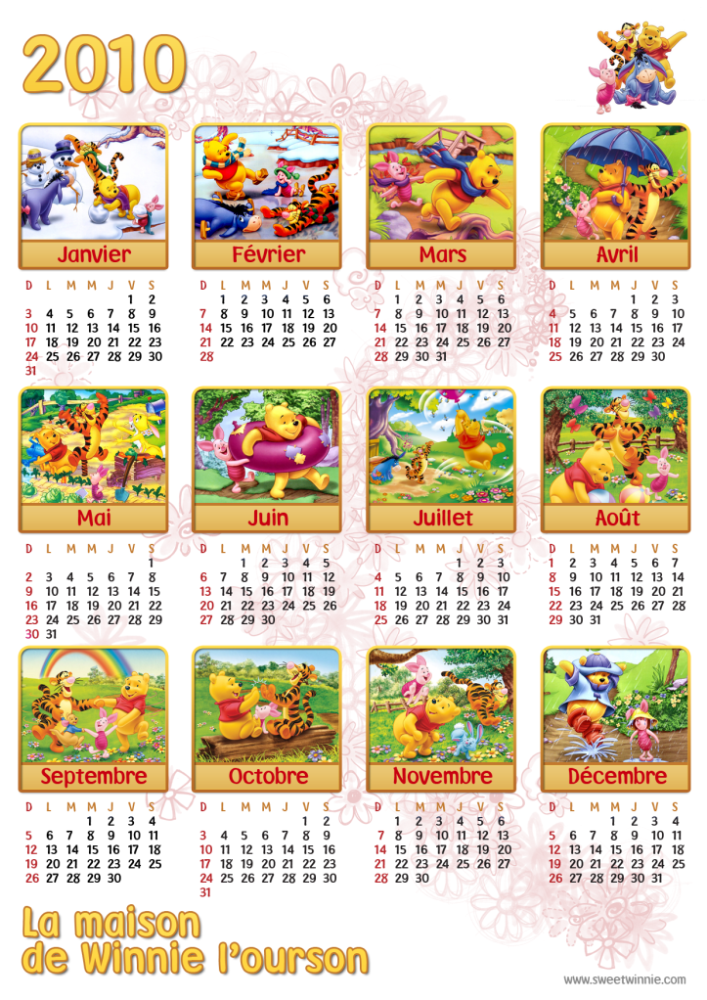 2010
Janvier
D L M M J V S
1 2
3 4 5 6 7 8 9
10 11 12 13 14 15 16
17 18 19 20 21 22 23
24 25 26 27 28 29 30
31
Février
D L M M J V S
1 2 3 4 5 6
7 8 9 10 11 12 13
14 15 16 17 18 19 20
21 22 23 24 25 26 27
28
Mars
D L M M J V S
1 2 3 4 5 6
7 8 9 10 11 12 13
14 15 16 17 18 19 20
21 22 23 24 25 26 27
28 29 30 31
Avril
D L M M J V S
1 2 3
4 5 6 7 8 9 10
11 12 13 14 15 16 17
18 19 20 21 22 23 24
25 26 27 28 29 30
Mai
D L M M J V S
1
2 3 4 5 6 7 8
9 10 11 12 13 14 15
16 17 18 19 20 21 22
23 24 25 26 27 28 29
30 31
Juin
D L M M J V S
1 2 3 4 5
6 7 8 9 10 11 12
13 14 15 16 17 18 19
20 21 22 23 24 25 26
27 28 29 30
Juillet
D L M M J V S
1 2 3
4 5 6 7 8 9 10
11 12 13 14 15 16 17
18 19 20 21 22 23 24
25 26 27 28 29 30 31
Août
D L M M J V S
1 2 3 4 5 6 7
8 9 10 11 12 13 14
15 16 17 18 19 20 21
22 23 24 25 26 27 28
29 30 31
Septembre
D L M M J V S
1 2 3 4
5 6 7 8 9 10 11
12 13 14 15 16 17 18
19 20 21 22 23 24 25
26 27 28 29 30
Octobre
D L M M J V S
1 2
3 4 5 6 7 8 9
10 11 12 13 14 15 16
17 18 19 20 21 22 23
24 25 26 27 28 29 30
31
Novembre
D L M M J V S
1 2 3 4 5 6
7 8 9 10 11 12 13
14 15 16 17 18 19 20
21 22 23 24 25 26 27
28 29 30
Décembre
D L M M J V S
1 2 3 4
5 6 7 8 9 10 11
12 13 14 15 16 17 18
19 20 21 22 23 24 25
26 27 28 29 30 31
La maison
de Winnie l'ourson
www.sweetwinnie.com